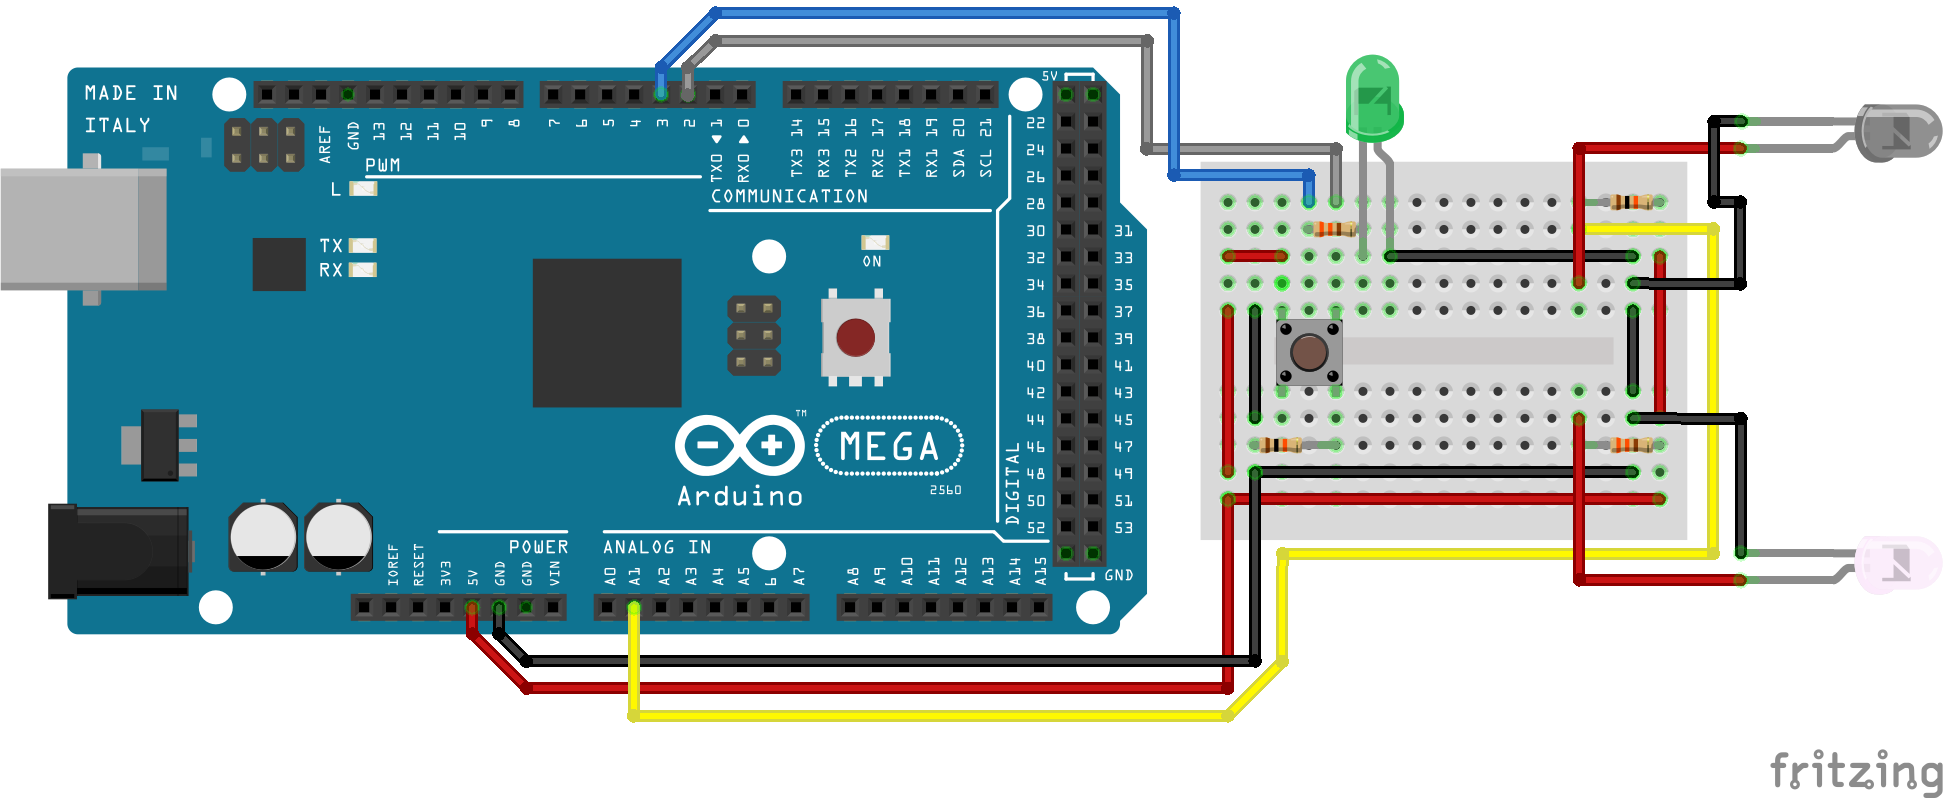 MADE IN
ITALY
AREF
GND
13
12
11
10
9
8
7
6
5
4
3
2
TX0 1
RX0 0
TX3 14
RX3 15
TX2 16
RX2 17
TX1 18
RX1 19
SDA 20
SCL 21
5V
PWM
COMMUNICATION
L
TX
RX
ON
22
24
26
28
30 31
32 33
34 35
36 37
38 39
40 41
42 43
44 45
46 47
48 49
50 51
52 53
DIGITAL
GND
MEGA
TM
Arduino
2560
POWER
ANALOG IN
IOREF
RESET
3V3
5V
GND
GND
VIN
A0
A1
A2
A3
A4
A5
6
A7
A8
A9
A10
A11
A12
A13
A14
A15
fritzing